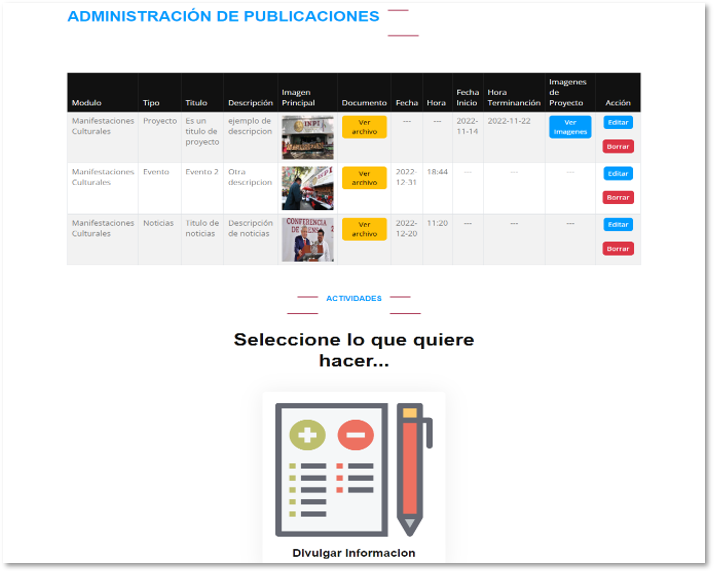 ADMINISTRACIÓN DE PUBLICACIONES
Modulo Tipo Titulo Descripción Imagen Principal Documento Fecha Hora Fecha Inicio Hora Terminanción Imagenes de Proyecto Acción
Manifestaciones Culturales Proyecto Es un titulo de proyecto ejemplo de descripcion INPI Ver archivo --- --- 2022-11-14 2022-11-22 Ver Imagenes Editar Borrar
Manifestaciones Culturales Evento Evento 2 Otra descripcion Ver archivo 2022-12-31 18:44 --- --- --- Editar Borrar
Manifestaciones Culturales Noticias Titulo de noticias Descripción de noticias CONFERENCIA DE PRENSA Ver archivo 2022-12-20 11:20 --- --- --- Editar Borrar
ACTIVIDADES
Seleccione lo que quiere
hacer...
Divulgar Informacion